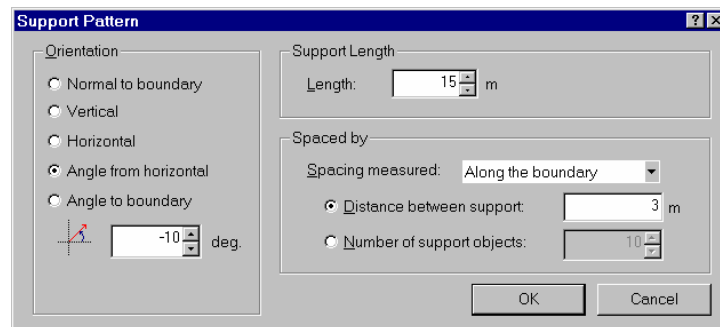 Support Pattern
Orientation
Normal to boundary
Vertical
Horizontal
Angle from horizontal
Angle to boundary
-10 deg.
Support Length
Length: 15 m
Spaced by
Spacing measured: Along the boundary
Distance between support: 3 m
Number of support objects: 10
OK Cancel